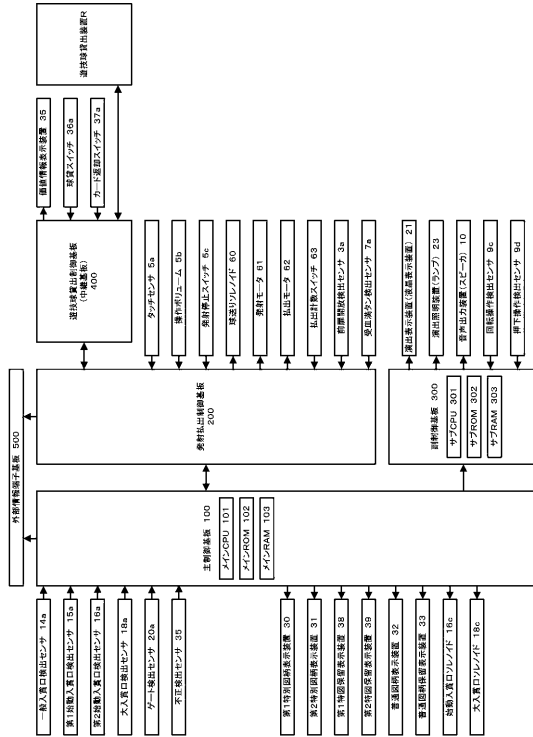 外部情報端子基板 500
一般入賞口検出センサ 14a
第1始動入賞口検出センサ 15a
第2始動入賞口検出センサ 16a
大入賞口検出センサ 18a
ゲート検出センサ 20a
不正検出センサ 35
第1特別図柄表示装置 30
第2特別図柄表示装置 31
第1特図保留表示装置 38
第2特図保留表示装置 39
普通図柄表示装置 32
普通図柄保留表示装置 33
始動入賞口ソレノイド 16c
大入賞口ソレノイド 18c
主制御基板 100
メインCPU 101
メインROM 102
メインRAM 103
発射払出制御基板
200
副制御基板 300
サブCPU 301
サブROM 302
サブRAM 303
遊技球貸出制御基板
(中継基板)
400
タッチセンサ 5a
操作ボリューム 5b
発射停止スイッチ 5c
球送りソレノイド 60
発射モータ 61
払出モータ 62
払出計数スイッチ 63
前扉開放検出センサ 3a
受皿満タン検出センサ 7a
演出表示装置(液晶表示装置) 21
演出照明装置(ランプ) 23
音声出力装置(スピーカ) 10
回転操作検出センサ 9c
押下操作検出センサ 9d
価値情報表示装置 35
球貸スイッチ 36a
カード返却スイッチ 37a
遊技球貸出装置R